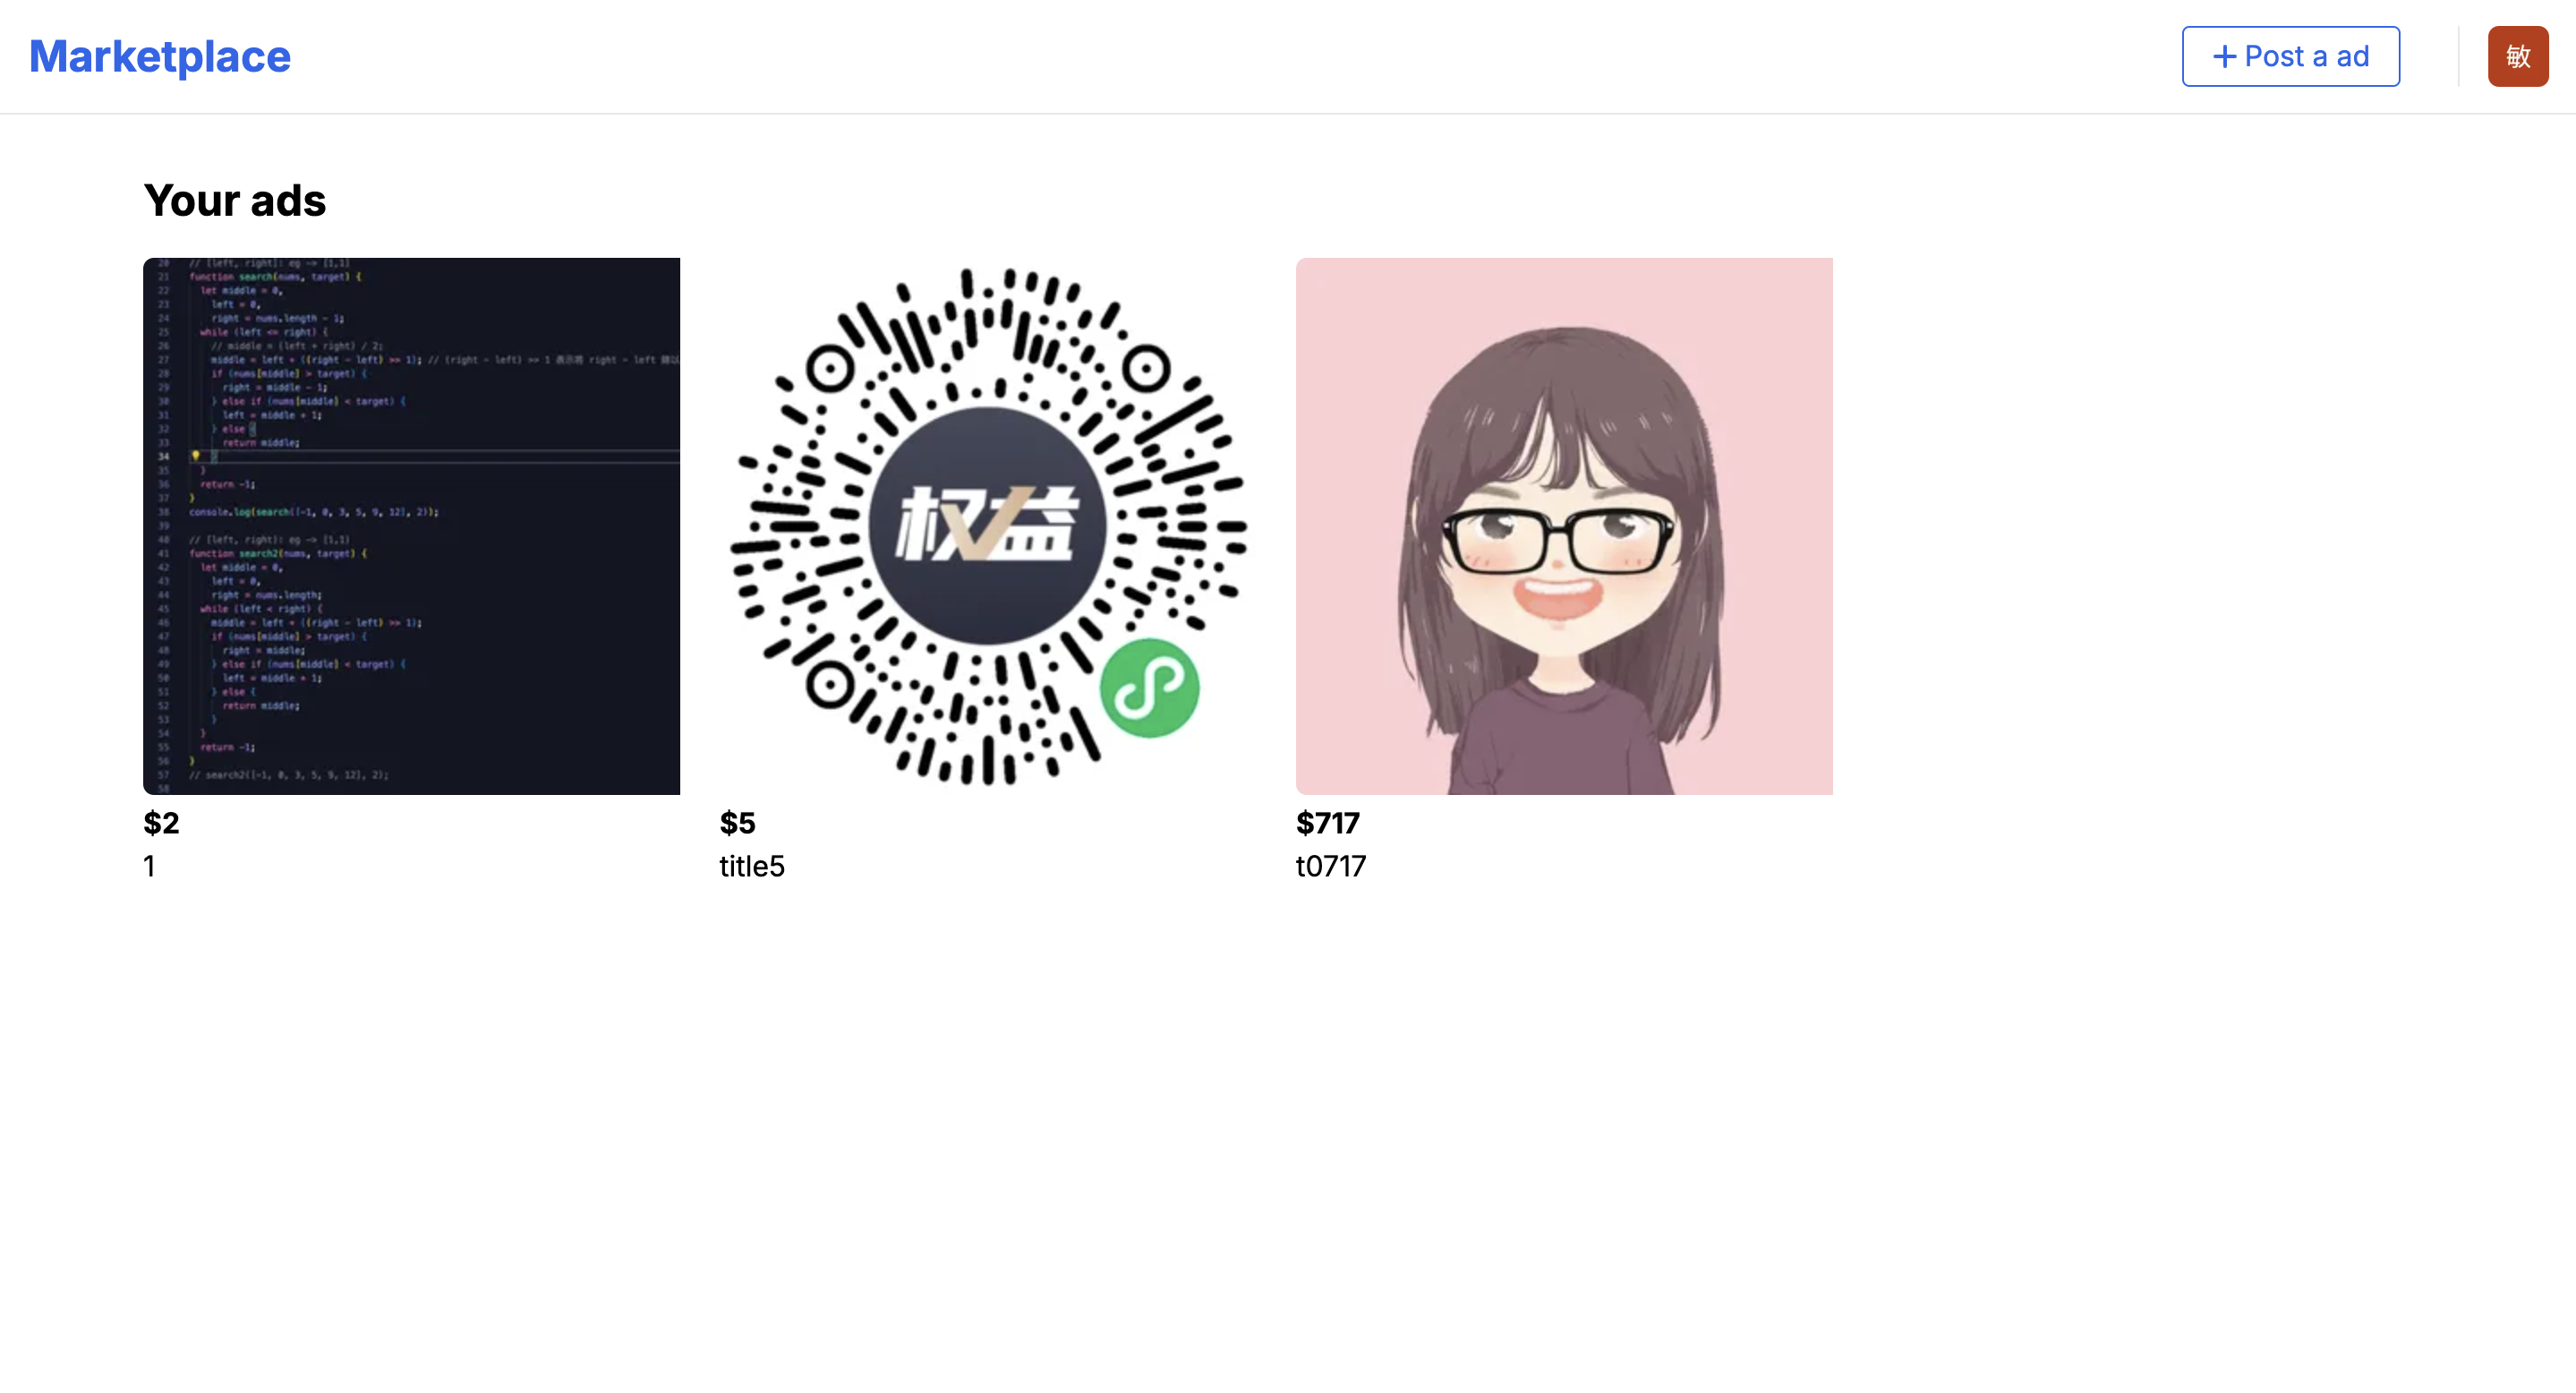 Marketplace
+ Post a ad
敏
Your ads
20 // [left, right]: eg -> [1,1]
21 function search(nums, target) {
22 let middle = 0,
23 left = 0,
24 right = nums.length - 1;
25 while (left <= right) {
26 // middle = (left + right) / 2;
27 middle = left + ((right - left) >> 1); // (right - left) >> 1 表示将 right - left
28 if (nums[middle] > target) {
29 right = middle - 1;
30 } else if (nums[middle] < target) {
31 left = middle + 1;
32 } else {
33 return middle;
34 }
35 }
36 return -1;
37 }
38 console.log(search([-1, 0, 3, 5, 9, 12], 2));
39
40 // [left, right): eg -> [1,1)
41 function search2(nums, target) {
42 let middle = 0,
43 left = 0,
44 right = nums.length;
45 while (left < right) {
46 middle = left + ((right - left) >> 1);
47 if (nums[middle] > target) {
48 right = middle;
49 } else if (nums[middle] < target) {
50 left = middle + 1;
51 } else {
52 return middle;
53 }
54 }
55 return -1;
56 }
57 // search2([-1, 0, 3, 5, 9, 12], 2);
58
权益
$2
1
$5
title5
$717
t0717